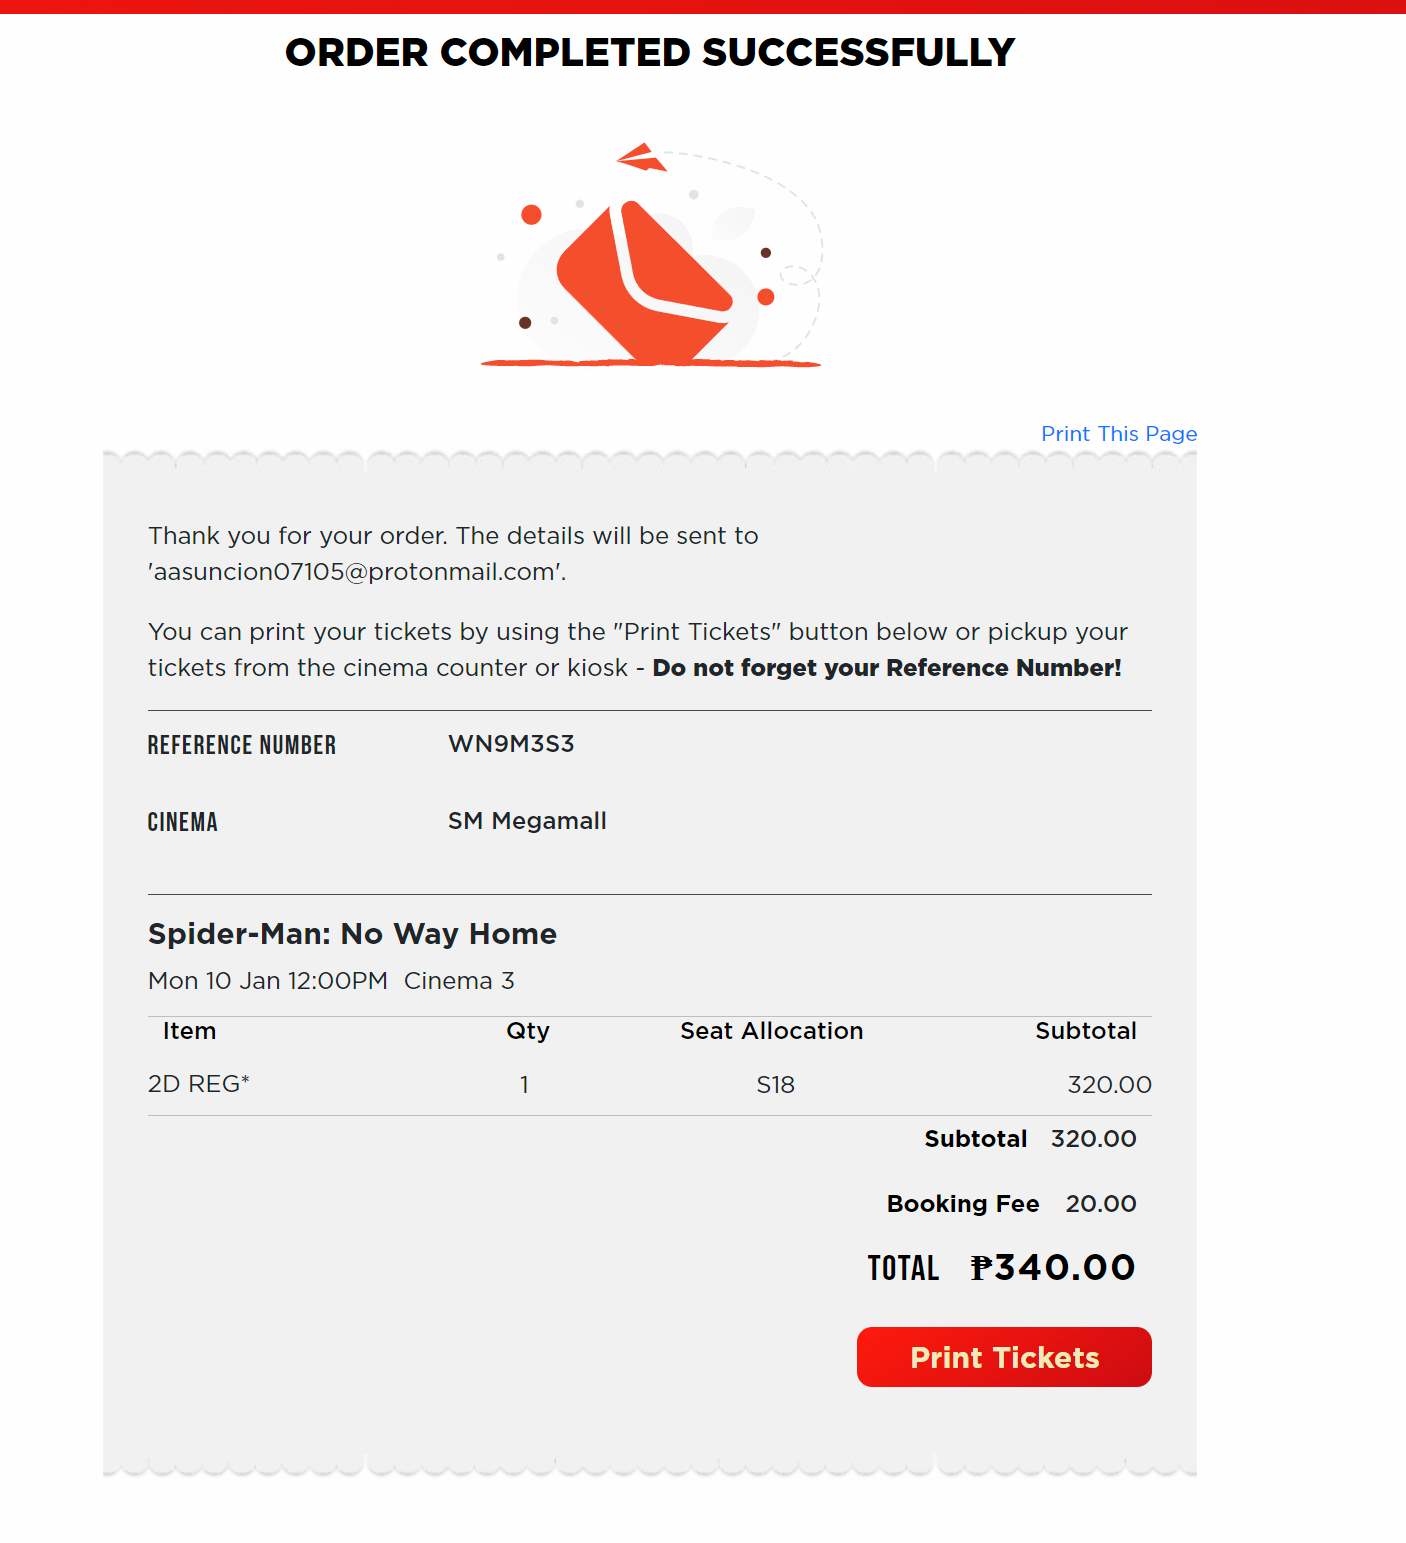 ORDER COMPLETED SUCCESSFULLY
Print This Page
Thank you for your order. The details will be sent to
'aasuncion07105@protonmail.com'.
You can print your tickets by using the "Print Tickets" button below or pickup your
tickets from the cinema counter or kiosk - Do not forget your Reference Number!
REFERENCE NUMBER WN9M3S3
CINEMA SM Megamall
Spider-Man: No Way Home
Mon 10 Jan 12:00PM Cinema 3
Item Qty Seat Allocation Subtotal
2D REG* 1 S18 320.00
Subtotal 320.00
Booking Fee 20.00
TOTAL ₱340.00
Print Tickets